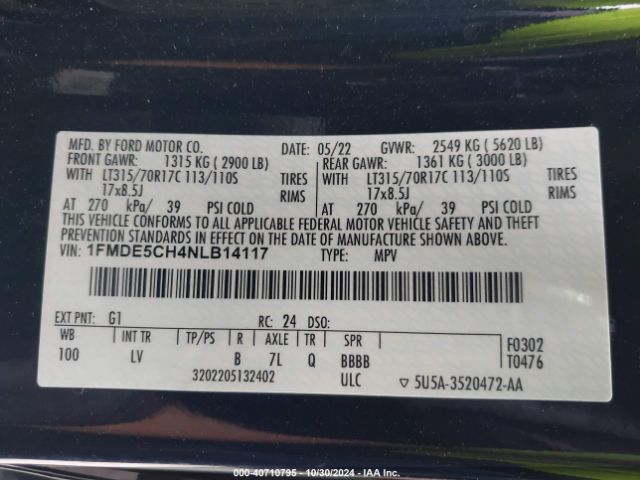 MFD. BY FORD MOTOR CO. DATE: 05/22 GVWR: 2549 KG ( 5620 LB)
FRONT GAWR: 1315 KG ( 2900 LB) REAR GAWR: 1361 KG ( 3000 LB)
WITH LT315/70R17C 113/110S TIRES WITH LT315/70R17C 113/110S TIRES
17x8.5J RIMS 17x8.5J RIMS
AT 270 kPa/ 39 PSI COLD AT 270 kPa/ 39 PSI COLD
THIS VEHICLE CONFORMS TO ALL APPLICABLE FEDERAL MOTOR VEHICLE SAFETY AND THEFT
PREVENTION STANDARDS IN EFFECT ON THE DATE OF MANUFACTURE SHOWN ABOVE.
VIN: 1FMDE5CH4NLB14117 TYPE: MPV
EXT PNT: G1 RC: 24 DSO:
WB INT TR TP/PS R AXLE TR SPR F0302
100 LV B 7L Q BBBB T0476
3202205132402 ULC ▽ 5U5A-3520472-AA
000-40710795 - 10/30/2024 - IAA Inc.